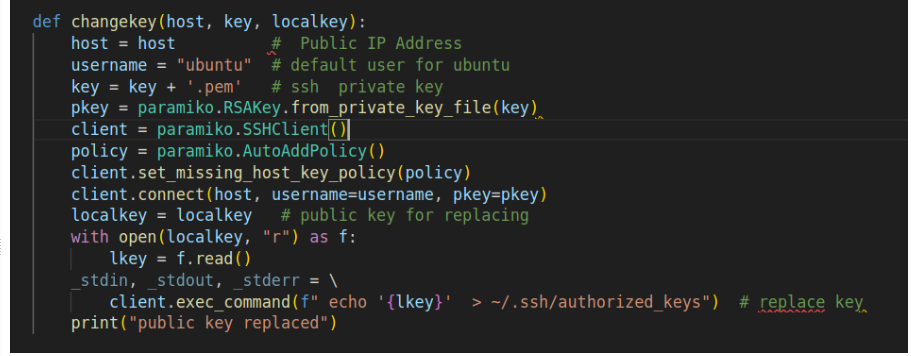 def changekey(host, key, localkey):
    host = host          #  Public IP Address
    username = "ubuntu"  # default user for ubuntu
    key = key + '.pem'   # ssh  private key
    pkey = paramiko.RSAKey.from_private_key_file(key)
    client = paramiko.SSHClient()
    policy = paramiko.AutoAddPolicy()
    client.set_missing_host_key_policy(policy)
    client.connect(host, username=username, pkey=pkey)
    localkey = localkey   # public key for replacing
    with open(localkey, "r") as f:
        lkey = f.read()
    _stdin, _stdout, _stderr = \
        client.exec_command(f" echo '{lkey}'  > ~/.ssh/authorized_keys")  # replace key
    print("public key replaced")